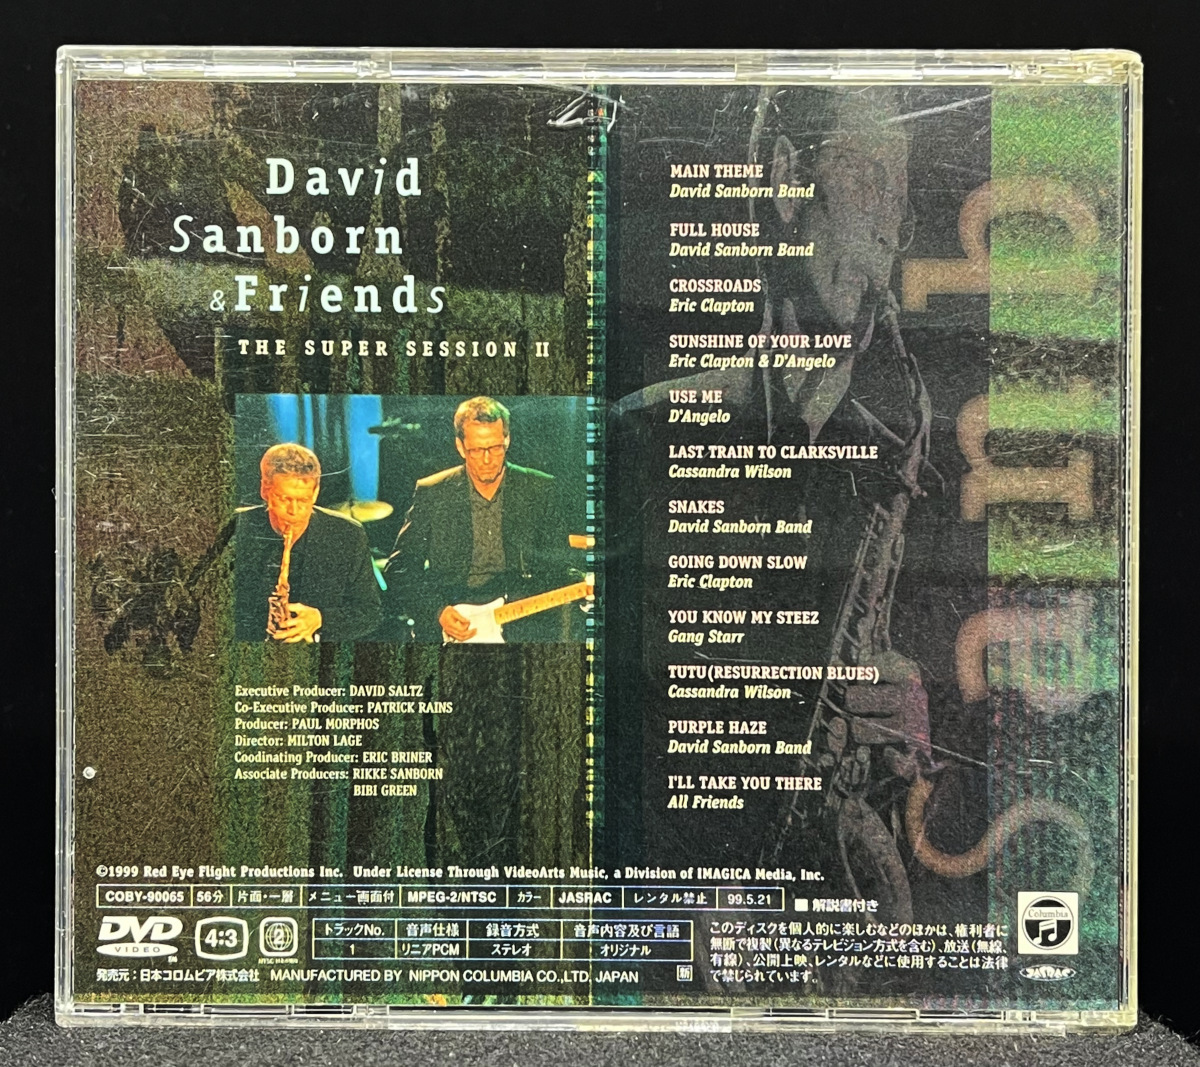 David
Sanborn
& Friends
THE SUPER SESSION II
MAIN THEME
David Sanborn Band
FULL HOUSE
David Sanborn Band
CROSSROADS
Eric Clapton
SUNSHINE OF YOUR LOVE
Eric Clapton & D'Angelo
USE ME
D'Angelo
LAST TRAIN TO CLARKSVILLE
Cassandra Wilson
SNAKES
David Sanborn Band
GOING DOWN SLOW
Eric Clapton
YOU KNOW MY STEEZ
Gang Starr
TUTU(RESURRECTION BLUES)
Cassandra Wilson
PURPLE HAZE
David Sanborn Band
I'LL TAKE YOU THERE
All Friends
Executive Producer: DAVID SALTZ
Co-Executive Producer: PATRICK RAINS
Producer: PAUL MORPHOS
Director: MILTON LAGE
Coodinating Producer: ERIC BRINER
Associate Producers: RIKKE SANBORN
BIBI GREEN
©1999 Red Eye Flight Productions Inc. Under License Through VideoArts Music, a Division of IMAGICA Media, Inc.
COBY-90065 56分 片面・一層 メニュー画面付 MPEG-2/NTSC カラー JASRAC レンタル禁止 99.5.21 ■ 解説書付き
DVD
VIDEO
4:3
2
トラックNo. 音声仕様 録音方式 音声内容及び言語
1 リニアPCM ステレオ オリジナル
このディスクを個人的に楽しむなどのほかは、権利者に
無断で複製(異なるテレビジョン方式を含む)、放送(無線、
有線)、公開上映、レンタルなどに使用することは法律
で禁じられています。
Columbia
JASRAC
発売元：日本コロムビア株式会社 MANUFACTURED BY NIPPON COLUMBIA CO.,LTD. JAPAN 新